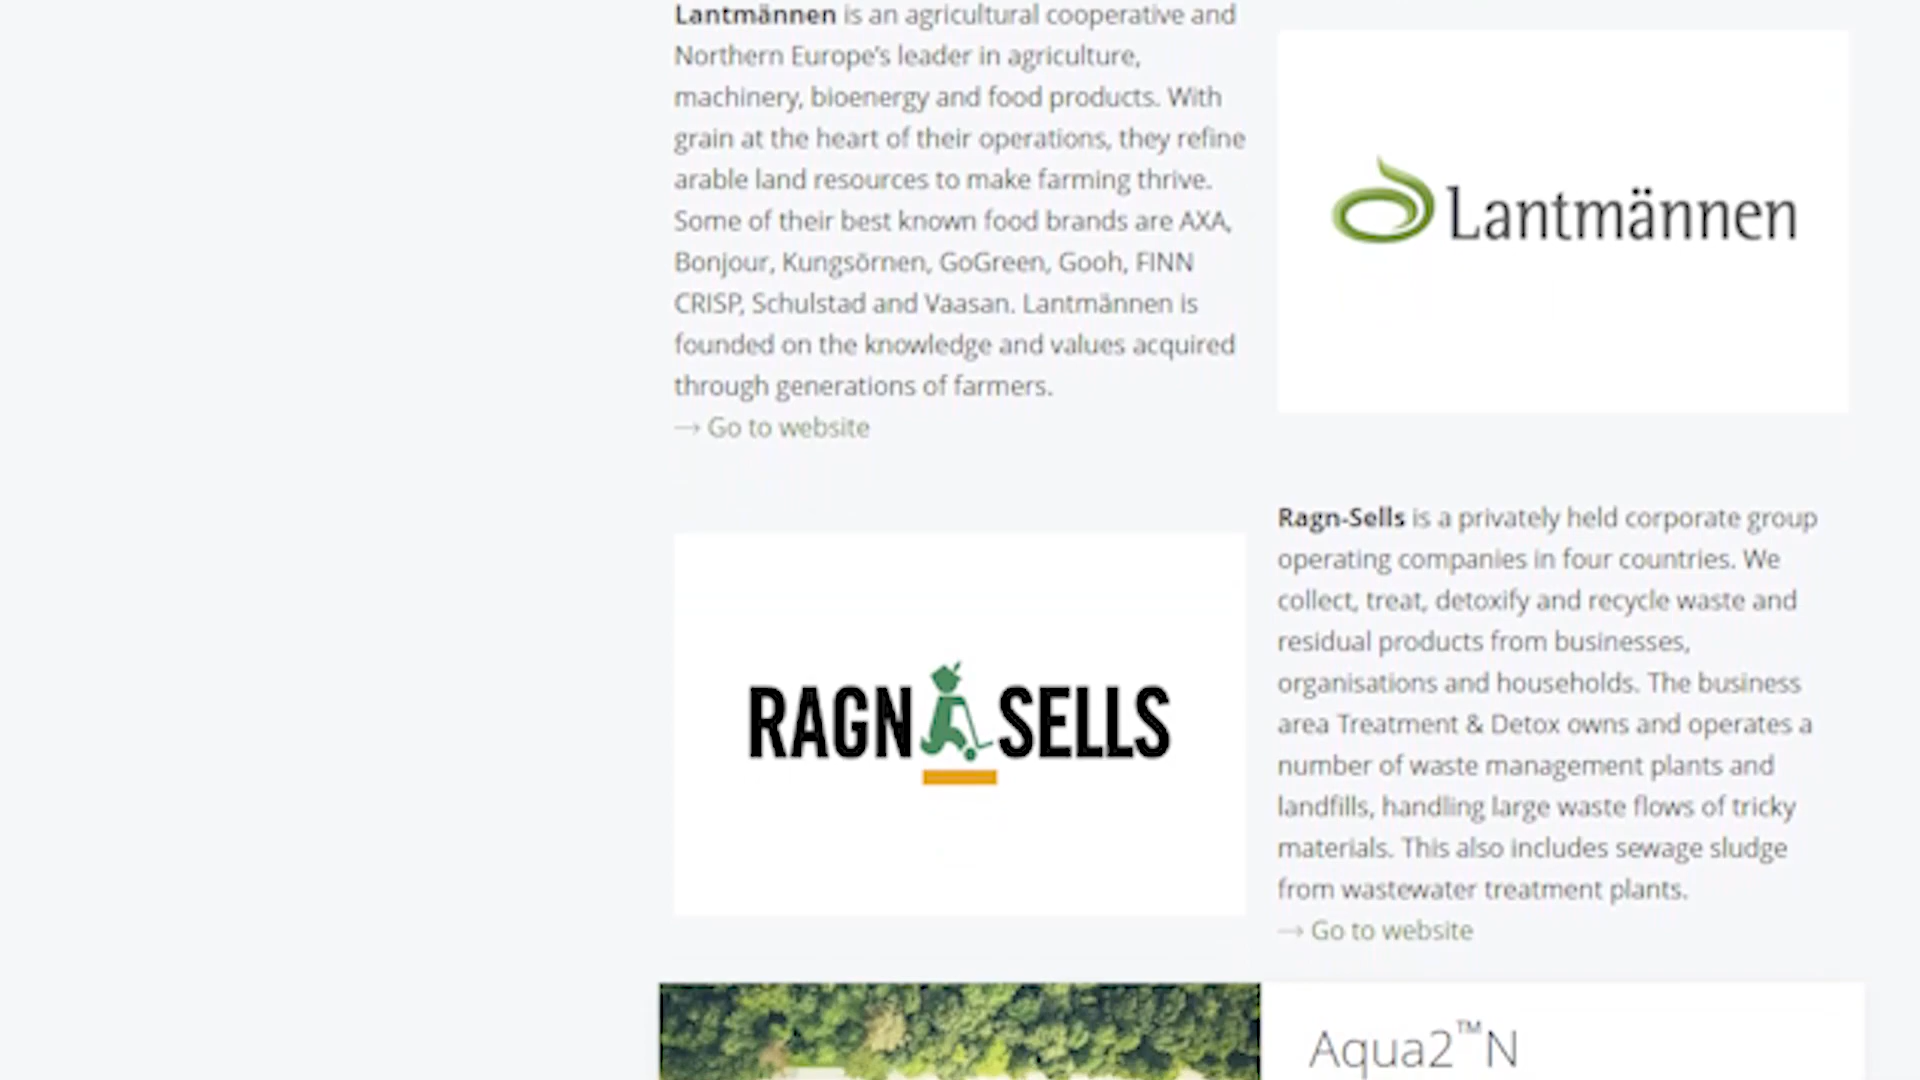 Lantmännen is an agricultural cooperative and
Northern Europe's leader in agriculture,
machinery, bioenergy and food products. With
grain at the heart of their operations, they refine
arable land resources to make farming thrive.
Some of their best known food brands are AXA,
Bonjour, Kungsörnen, GoGreen, Gooh, FINN
CRISP, Schulstad and Vaasan. Lantmännen is
founded on the knowledge and values acquired
through generations of farmers.
→ Go to website
Lantmännen
RAGN SELLS
Ragn-Sells is a privately held corporate group
operating companies in four countries. We
collect, treat, detoxify and recycle waste and
residual products from businesses,
organisations and households. The business
area Treatment & Detox owns and operates a
number of waste management plants and
landfills, handling large waste flows of tricky
materials. This also includes sewage sludge
from wastewater treatment plants.
→ Go to website
Aqua2™N